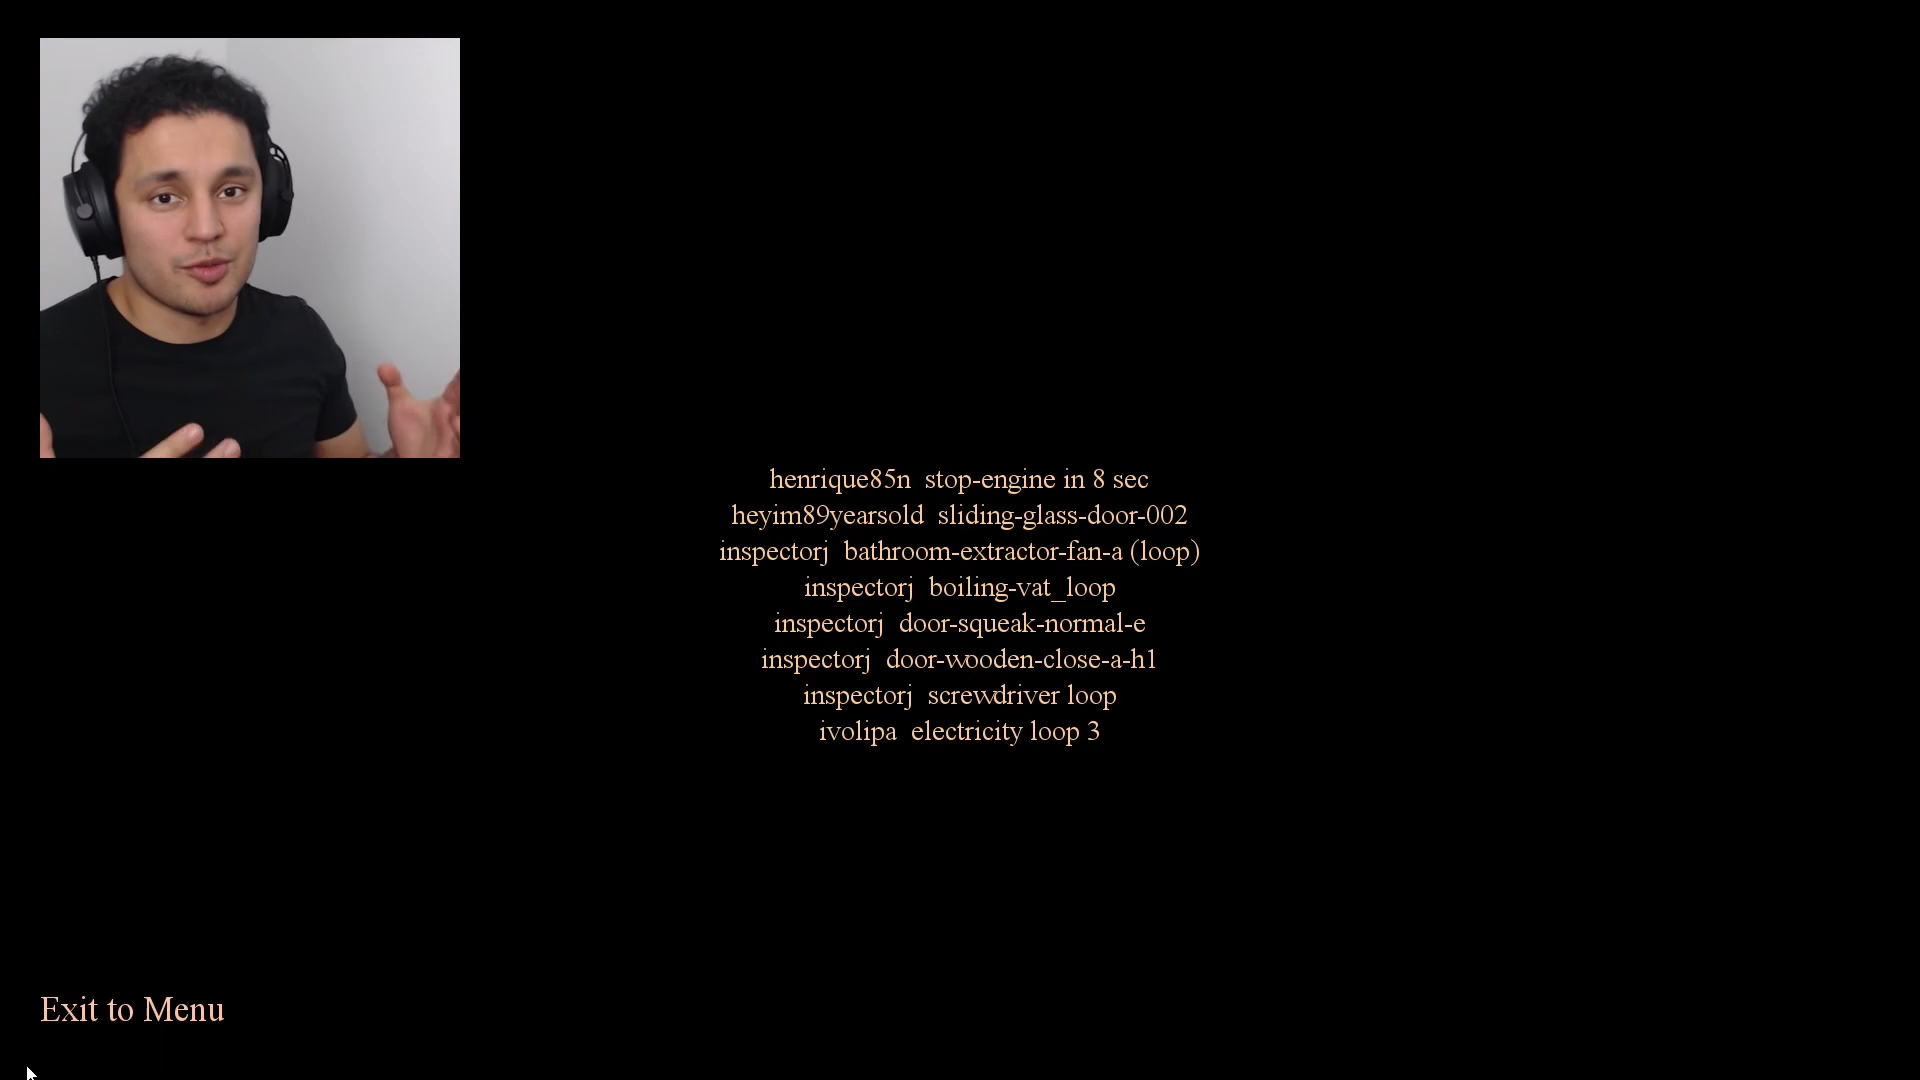 henrique85n  stop-engine in 8 sec
heyim89yearsold  sliding-glass-door-002
inspectorj  bathroom-extractor-fan-a (loop)
inspectorj  boiling-vat_loop
inspectorj  door-squeak-normal-e
inspectorj  door-wooden-close-a-h1
inspectorj  screwdriver loop
ivolipa  electricity loop 3
Exit to Menu